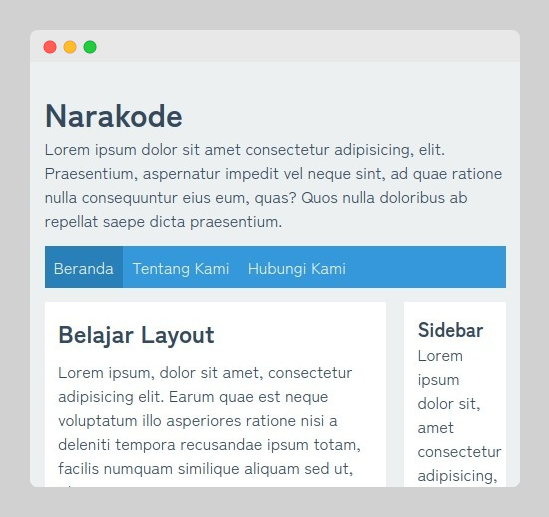 Narakode
Lorem ipsum dolor sit amet consectetur adipisicing, elit.
Praesentium, aspernatur impedit vel neque sint, ad quae ratione
nulla consequuntur eius eum, quas? Quos nulla doloribus ab
repellat saepe dicta praesentium.
Beranda Tentang Kami Hubungi Kami
Belajar Layout
Lorem ipsum, dolor sit amet, consectetur
adipisicing elit. Earum quae est neque
voluptatum illo asperiores ratione nisi a
deleniti tempora recusandae ipsum totam,
facilis numquam similique aliquam sed ut,
Sidebar
Lorem
ipsum
dolor sit,
amet
consectetur
adipisicing,